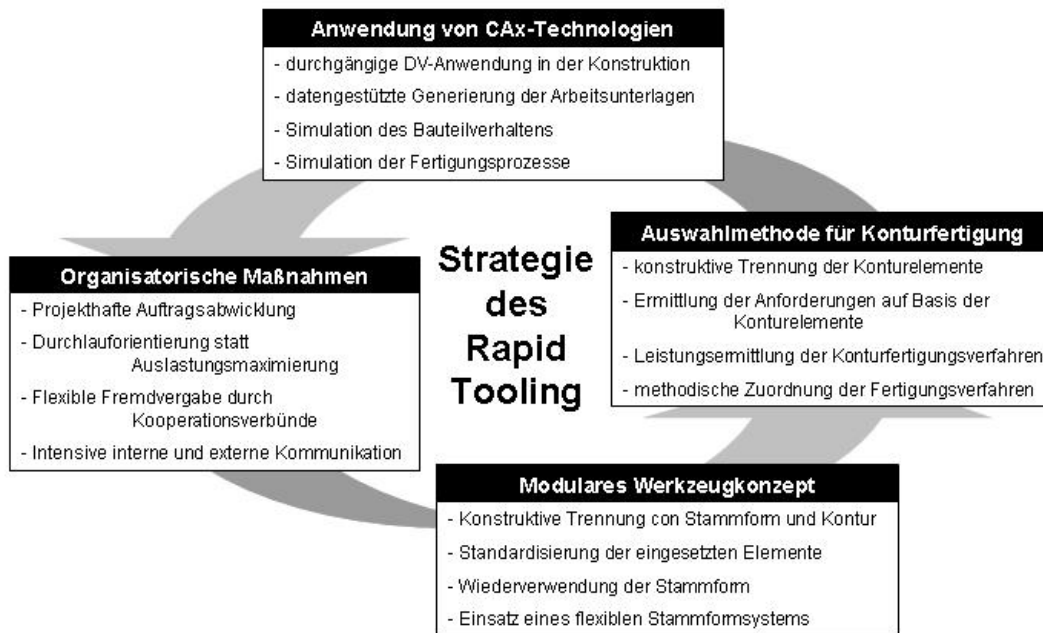 Anwendung von CAx-Technologien
- durchgängige DV-Anwendung in der Konstruktion
- datengestützte Generierung der Arbeitsunterlagen
- Simulation des Bauteilverhaltens
- Simulation der Fertigungsprozesse
Auswahlmethode für Konturfertigung
- konstruktive Trennung der Konturelemente
- Ermittlung der Anforderungen auf Basis der
Konturelemente
- Leistungsermittlung der Konturfertigungsverfahren
- methodische Zuordnung der Fertigungsverfahren
Strategie
des
Rapid
Tooling
Organisatorische Maßnahmen
- Projekthafte Auftragsabwicklung
- Durchlauforientierung statt
Auslastungsmaximierung
- Flexible Fremdvergabe durch
Kooperationsverbünde
- Intensive interne und externe Kommunikation
Modulares Werkzeugkonzept
- Konstruktive Trennung con Stammform und Kontur
- Standardisierung der eingesetzten Elemente
- Wiederverwendung der Stammform
- Einsatz eines flexiblen Stammformsystems